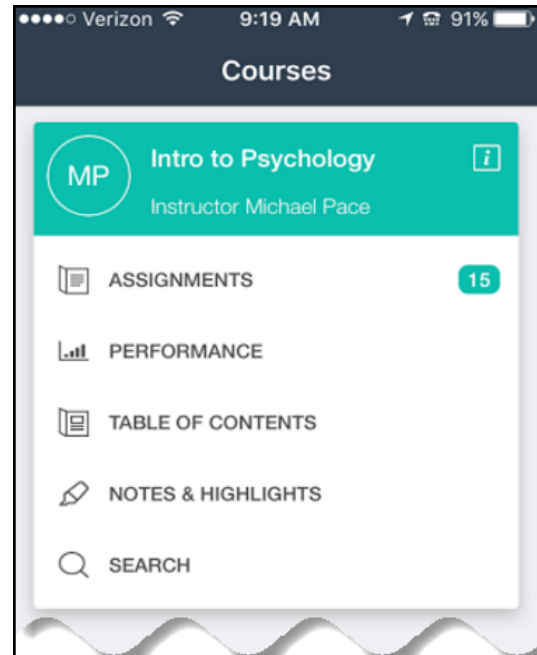 Verizon 9:19 AM 91%
Courses
MP
Intro to Psychology i
Instructor Michael Pace
ASSIGNMENTS 15
PERFORMANCE
TABLE OF CONTENTS
NOTES & HIGHLIGHTS
SEARCH